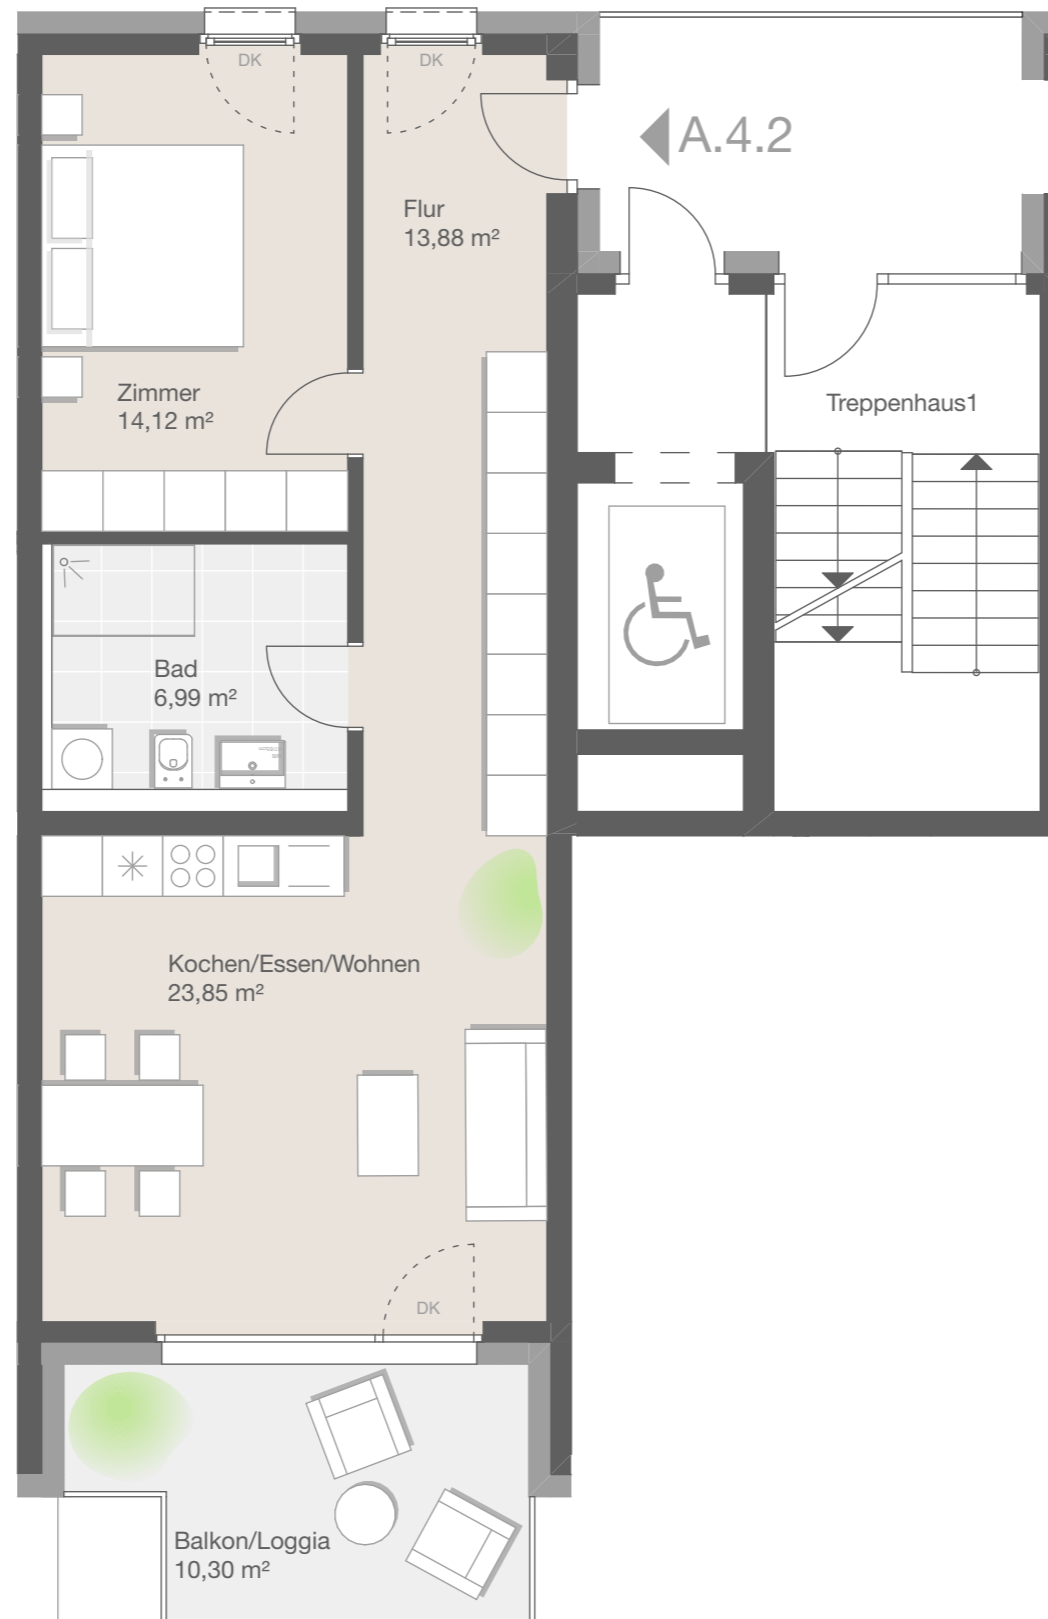 DK
DK
A.4.2
Flur
13,88 m²
Zimmer
14,12 m²
Treppenhaus1
Bad
6,99 m²
Kochen/Essen/Wohnen
23,85 m²
DK
Balkon/Loggia
10,30 m²